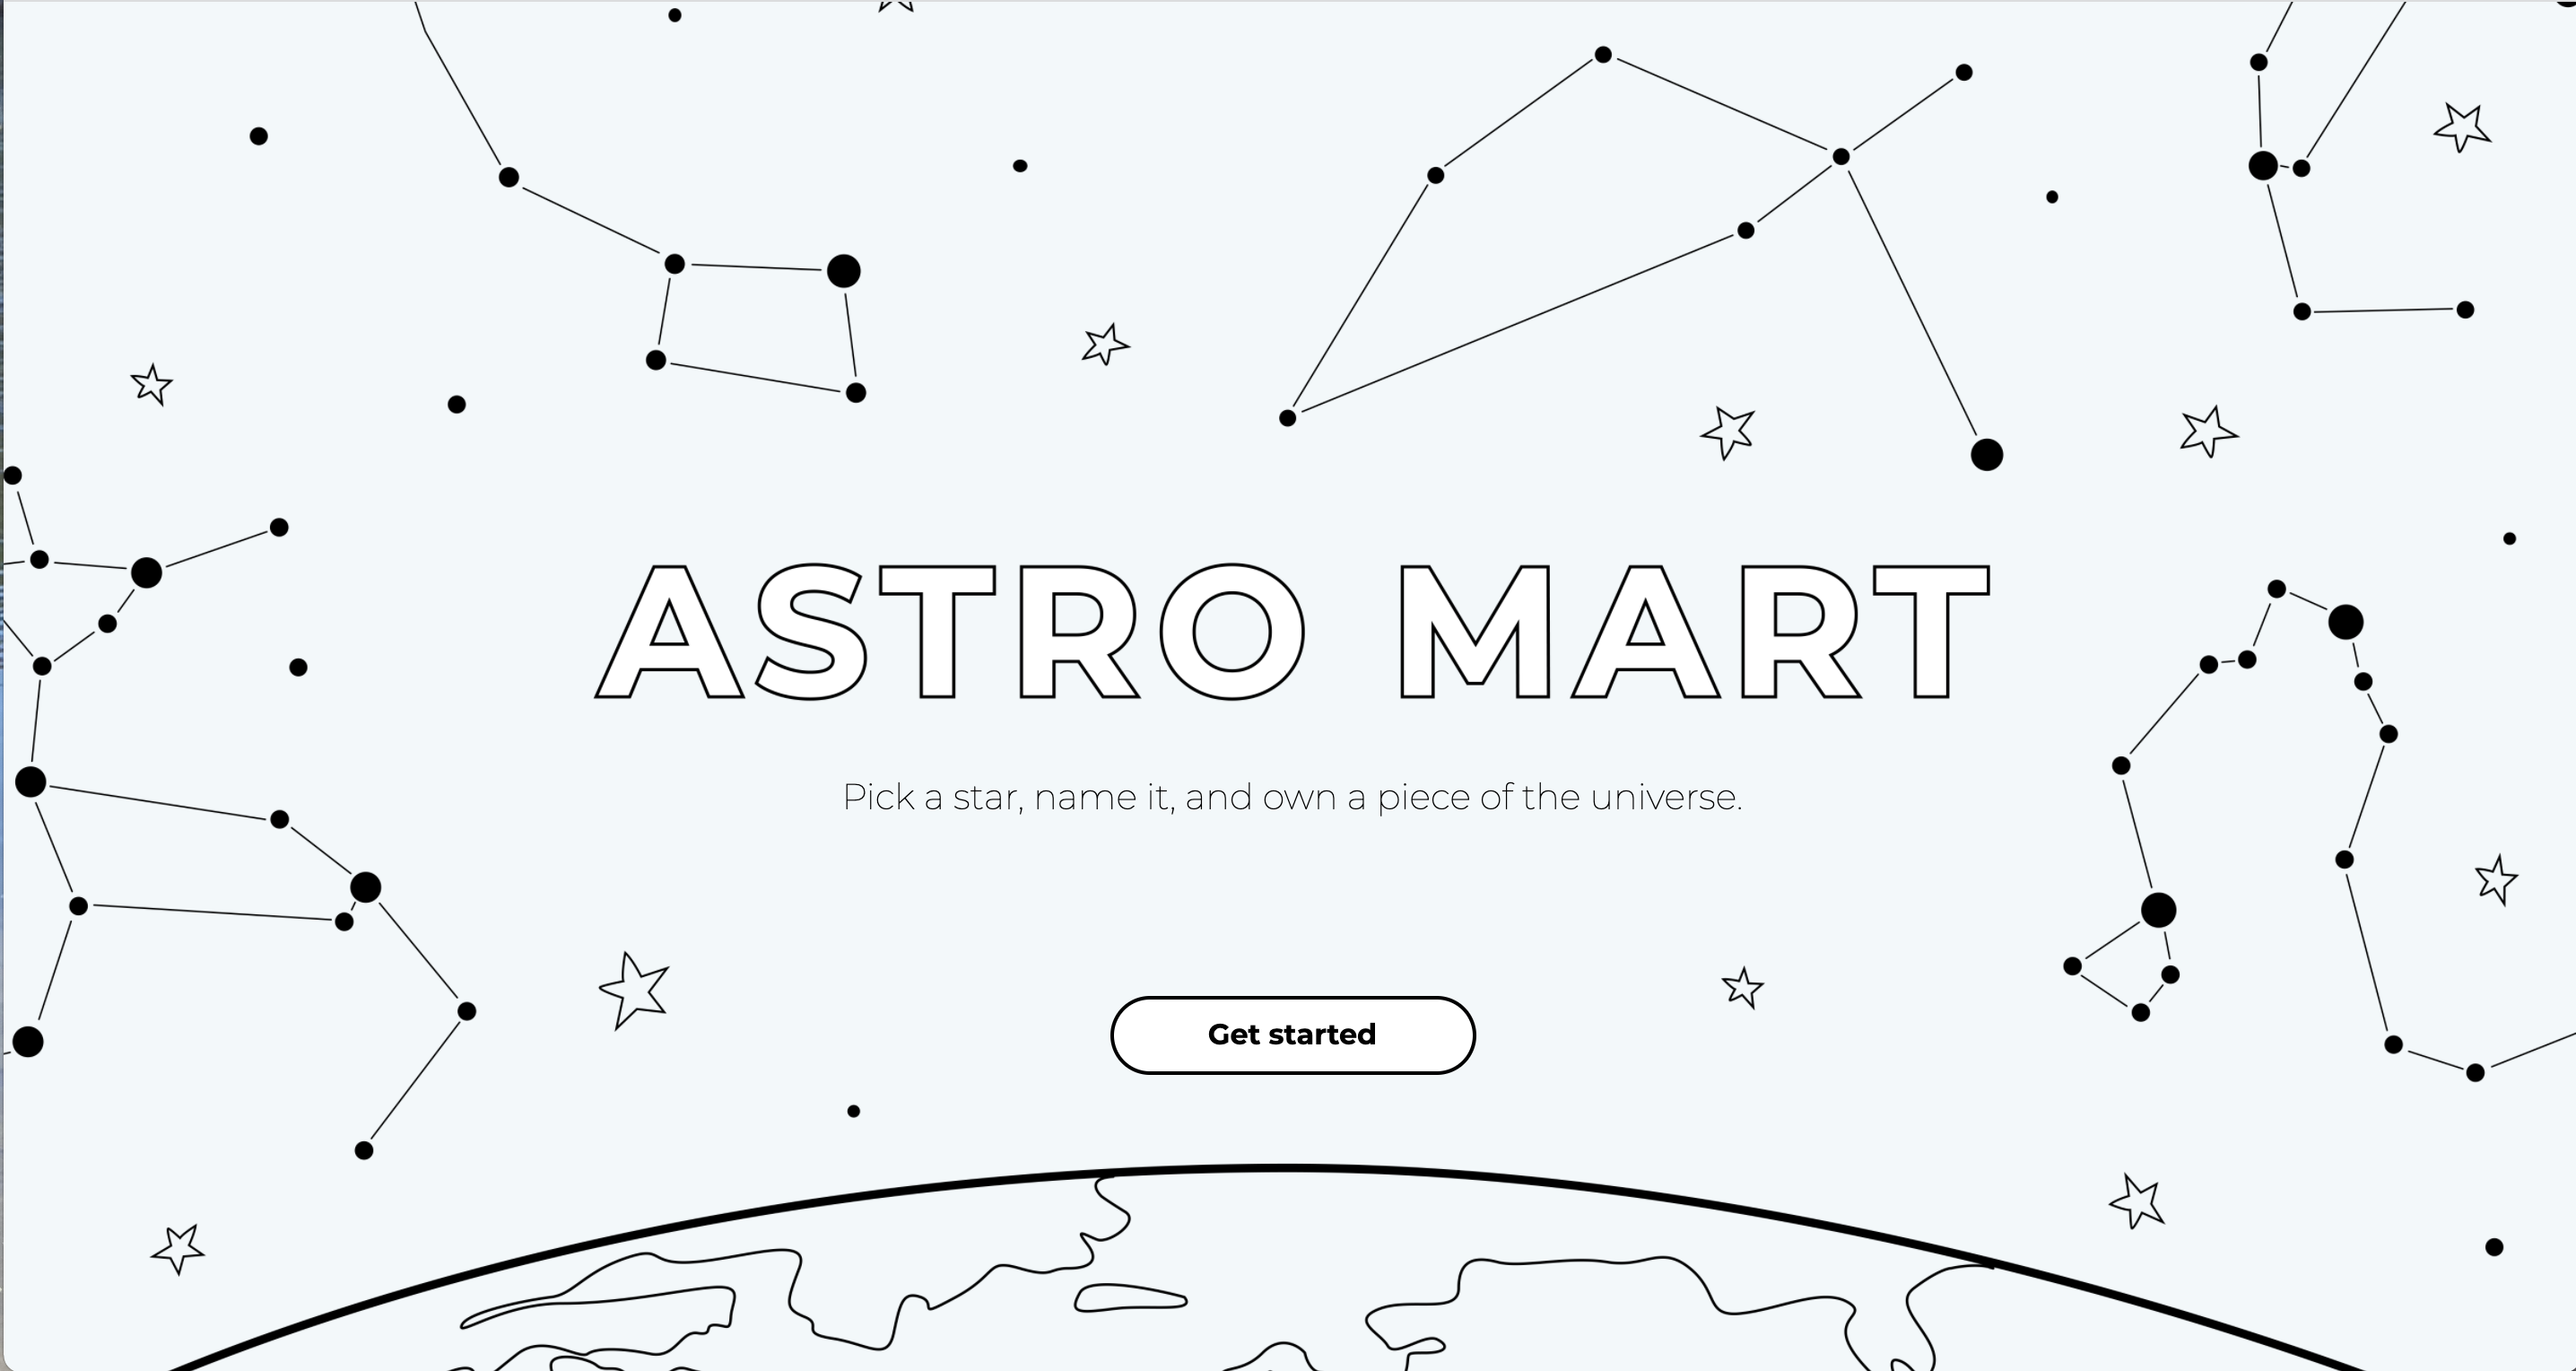 ASTRO MART
Pick a star, name it, and own a piece of the universe.
Get started